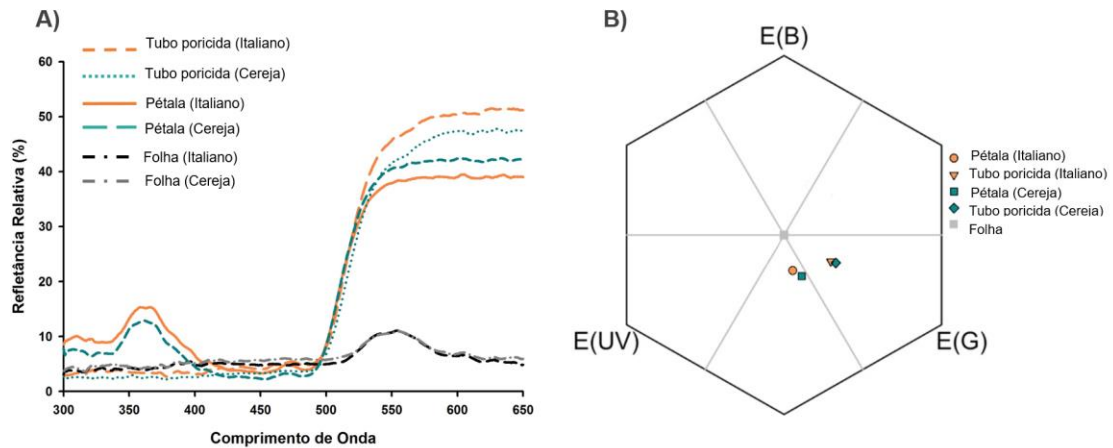 A)
Tubo poricida (Italiano)
Tubo poricida (Cereja)
Pétala (Italiano)
Pétala (Cereja)
Folha (Italiano)
Folha (Cereja)
60
50
40
30
20
10
0
Refletância Relativa (%)
300 350 400 450 500 550 600 650
Comprimento de Onda
B)
E(B)
E(UV)
E(G)
Pétala (Italiano)
Tubo poricida (Italiano)
Pétala (Cereja)
Tubo poricida (Cereja)
Folha